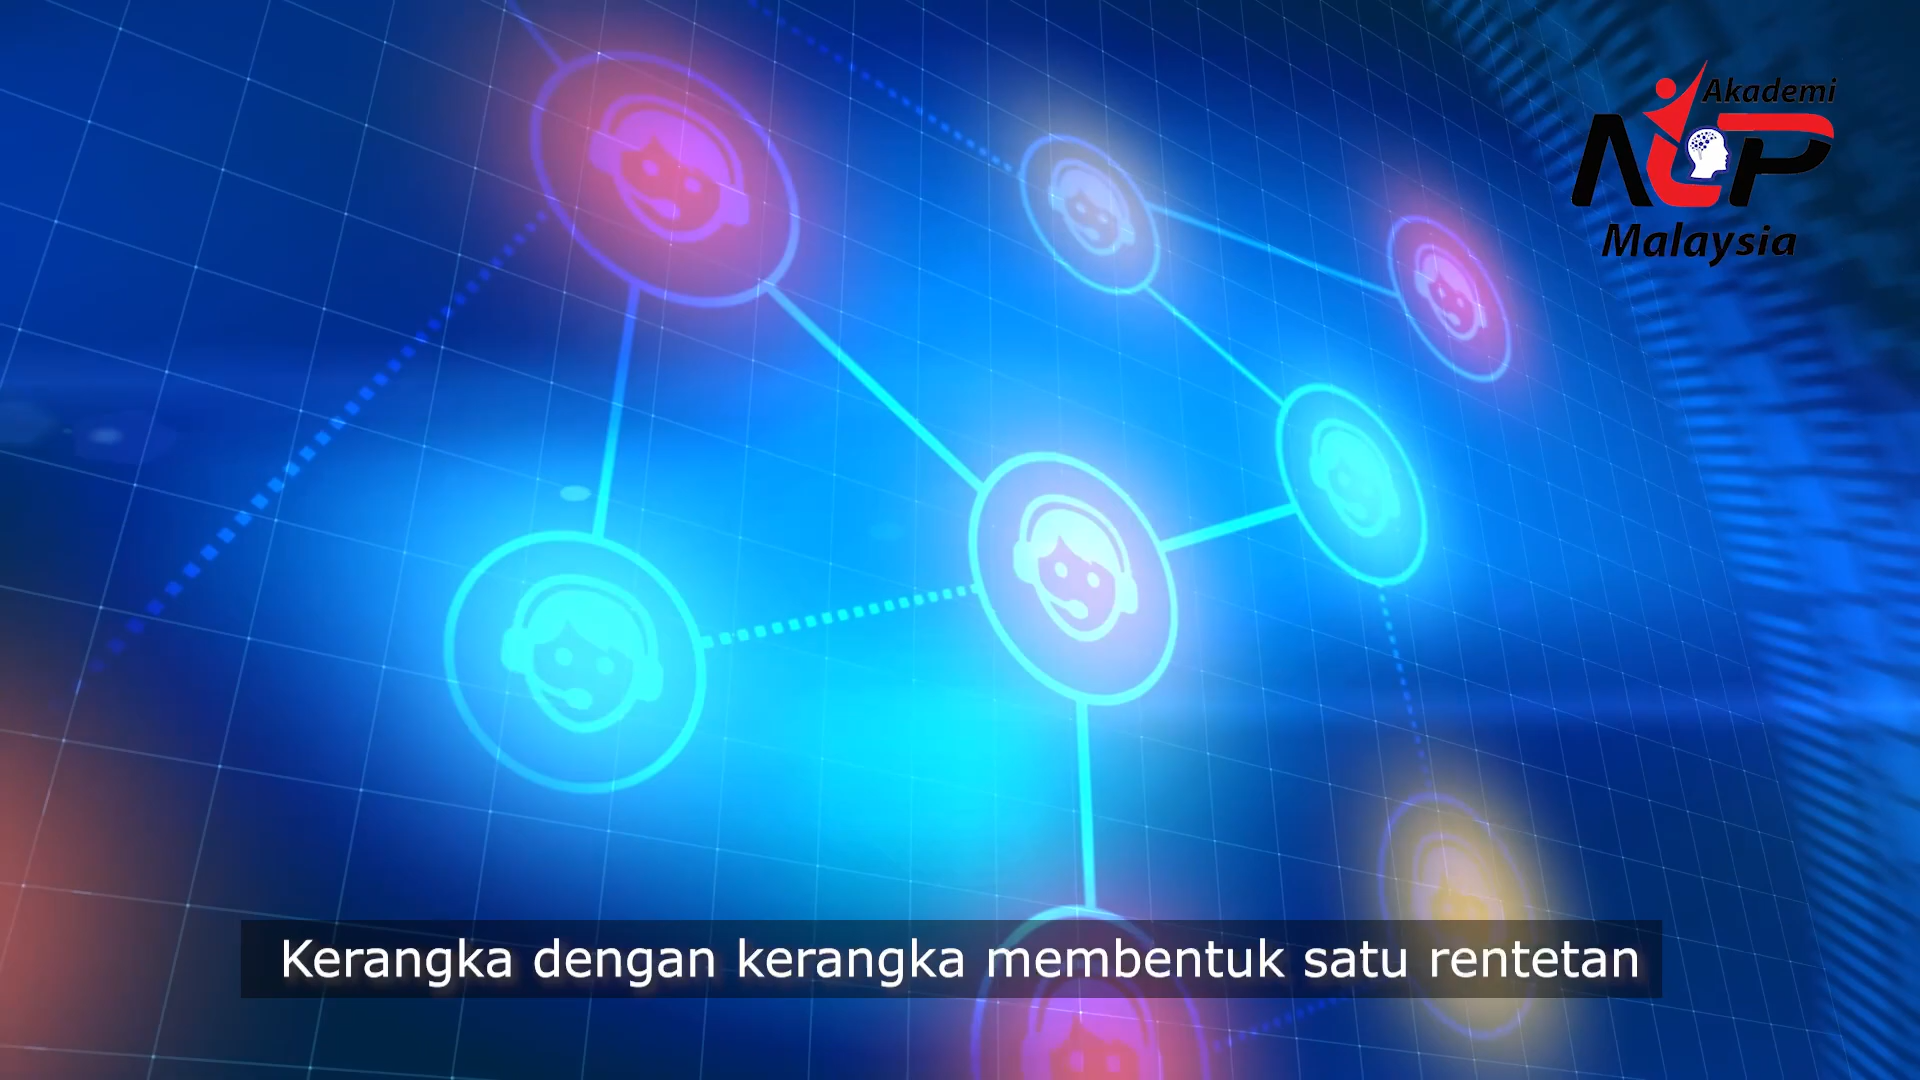 Akademi
NLP
Malaysia
Kerangka dengan kerangka membentuk satu rentetan